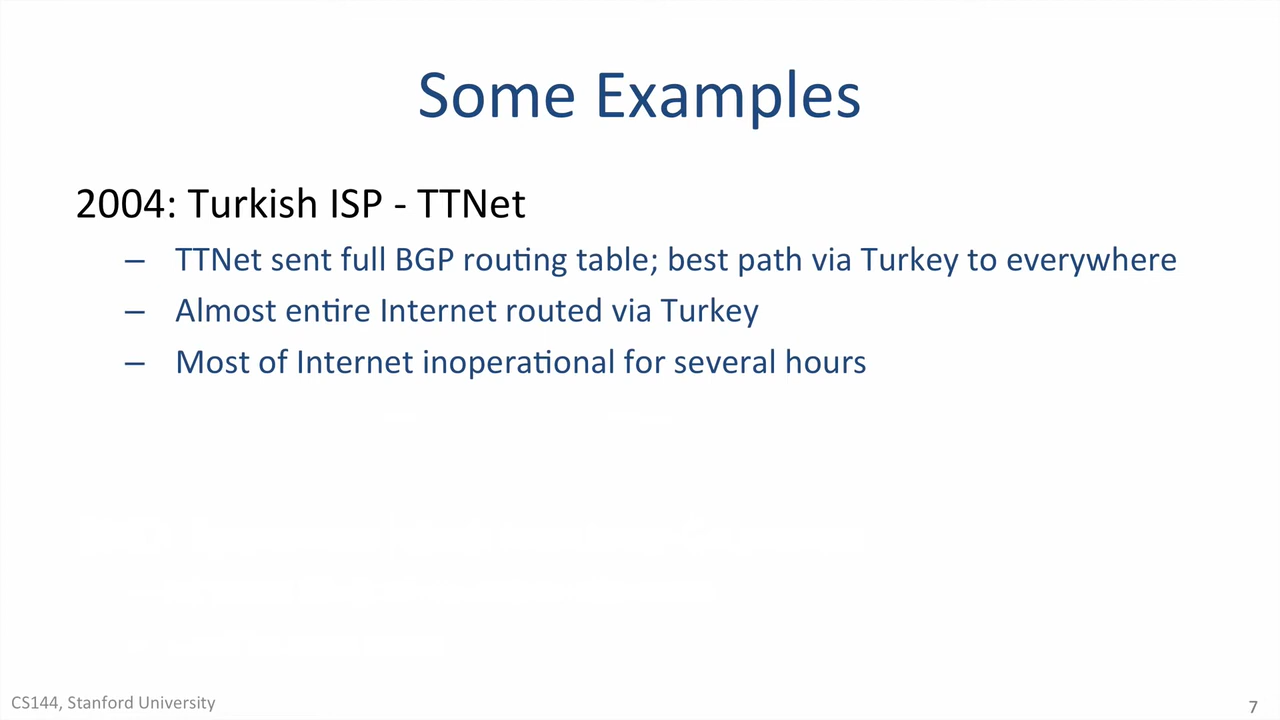 Some Examples
2004: Turkish ISP - TTNet
– TTNet sent full BGP routing table; best path via Turkey to everywhere
– Almost entire Internet routed via Turkey
– Most of Internet inoperational for several hours
CS144, Stanford University
7